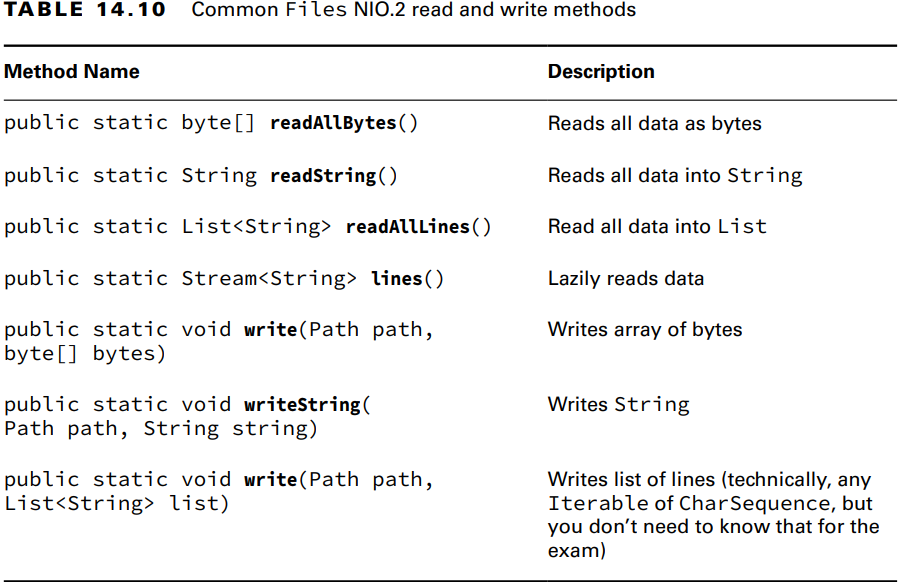 TABLE 14.10 Common Files NIO.2 read and write methods
Method Name Description
public static byte[] readAllBytes() Reads all data as bytes
public static String readString() Reads all data into String
public static List<String> readAllLines() Read all data into List
public static Stream<String> lines() Lazily reads data
public static void write(Path path, Writes array of bytes
byte[] bytes)
public static void writeString( Writes String
Path path, String string)
public static void write(Path path, Writes list of lines (technically, any
List<String> list) Iterable of CharSequence, but
you don't need to know that for the
exam)